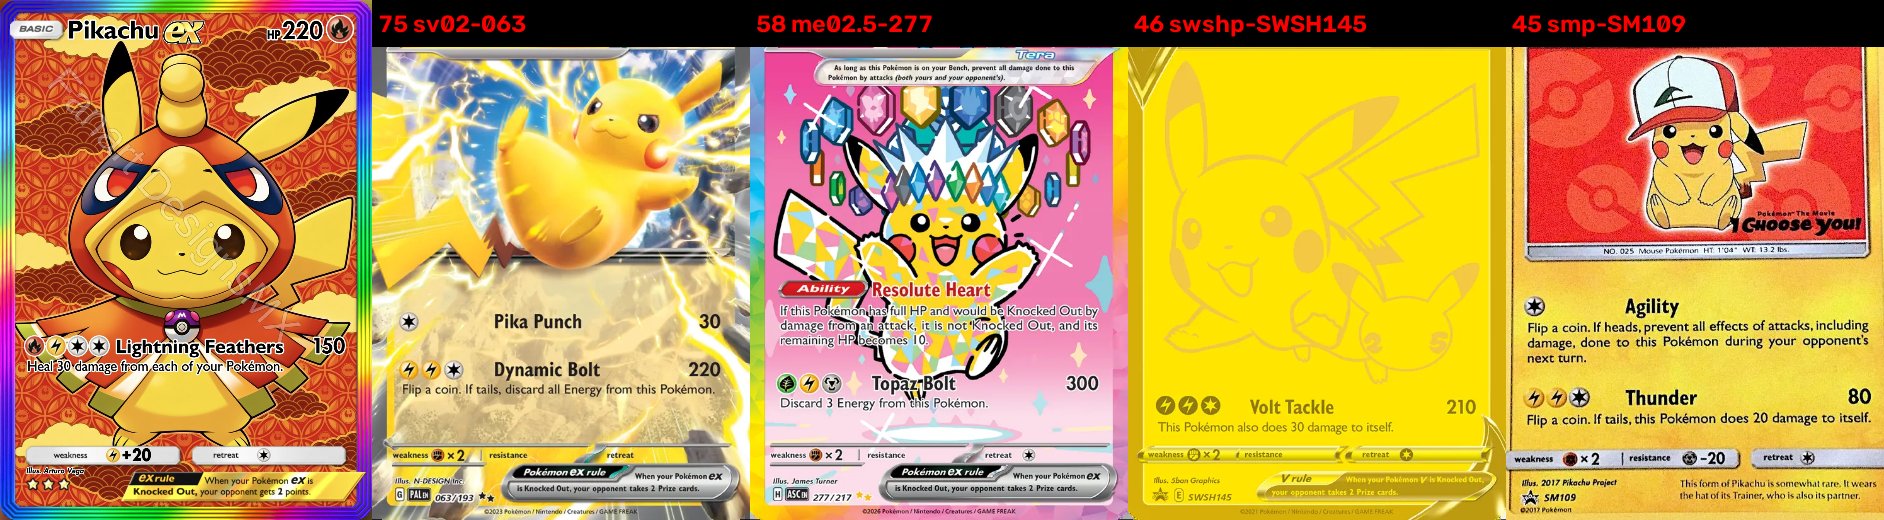 BASIC Pikachu ex HP 220
FanartDesignsMX
Lightning Feathers 150
Heal 30 damage from each of your Pokémon.
weakness +20 retreat
Illus. Arturo Vega
ex rule When your Pokémon ex is
Knocked Out, your opponent gets 2 points.
75 sv02-063
Pika Punch 30
Dynamic Bolt 220
Flip a coin. If tails, discard all Energy from this Pokémon.
weakness ×2 resistance retreat
Illus. N-DESIGN Inc.
G PAL EN 063/193
Pokémon ex rule When your Pokémon ex
is Knocked Out, your opponent takes 2 Prize cards.
©2023 Pokémon / Nintendo / Creatures / GAME FREAK
58 me02.5-277
Tera
As long as this Pokémon is on your Bench, prevent all damage done to this
Pokémon by attacks (both yours and your opponent's).
Ability Resolute Heart
If this Pokémon has full HP and would be Knocked Out by
damage from an attack, it is not Knocked Out, and its
remaining HP becomes 10.
Topaz Bolt 300
Discard 3 Energy from this Pokémon.
weakness ×2 resistance retreat
Illus. James Turner
H ASC EN 277/217
Pokémon ex rule When your Pokémon ex
is Knocked Out, your opponent takes 2 Prize cards.
©2026 Pokémon / Nintendo / Creatures / GAME FREAK
46 swshp-SWSH145
2 5
Volt Tackle 210
This Pokémon also does 30 damage to itself.
weakness ×2 resistance retreat
Illus. 5ban Graphics
E SWSH145
V rule When your Pokémon V is Knocked Out,
your opponent takes 2 Prize cards.
©2021 Pokémon / Nintendo / Creatures / GAME FREAK
45 smp-SM109
Pokémon The Movie
I Choose You!
NO. 025 Mouse Pokémon HT: 1'04" WT: 13.2 lbs.
Agility
Flip a coin. If heads, prevent all effects of attacks, including
damage, done to this Pokémon during your opponent's
next turn.
Thunder 80
Flip a coin. If tails, this Pokémon does 20 damage to itself.
weakness ×2 resistance -20 retreat
Illus. 2017 Pikachu Project
SM109
©2017 Pokémon
This form of Pikachu is somewhat rare. It wears
the hat of its Trainer, who is also its partner.